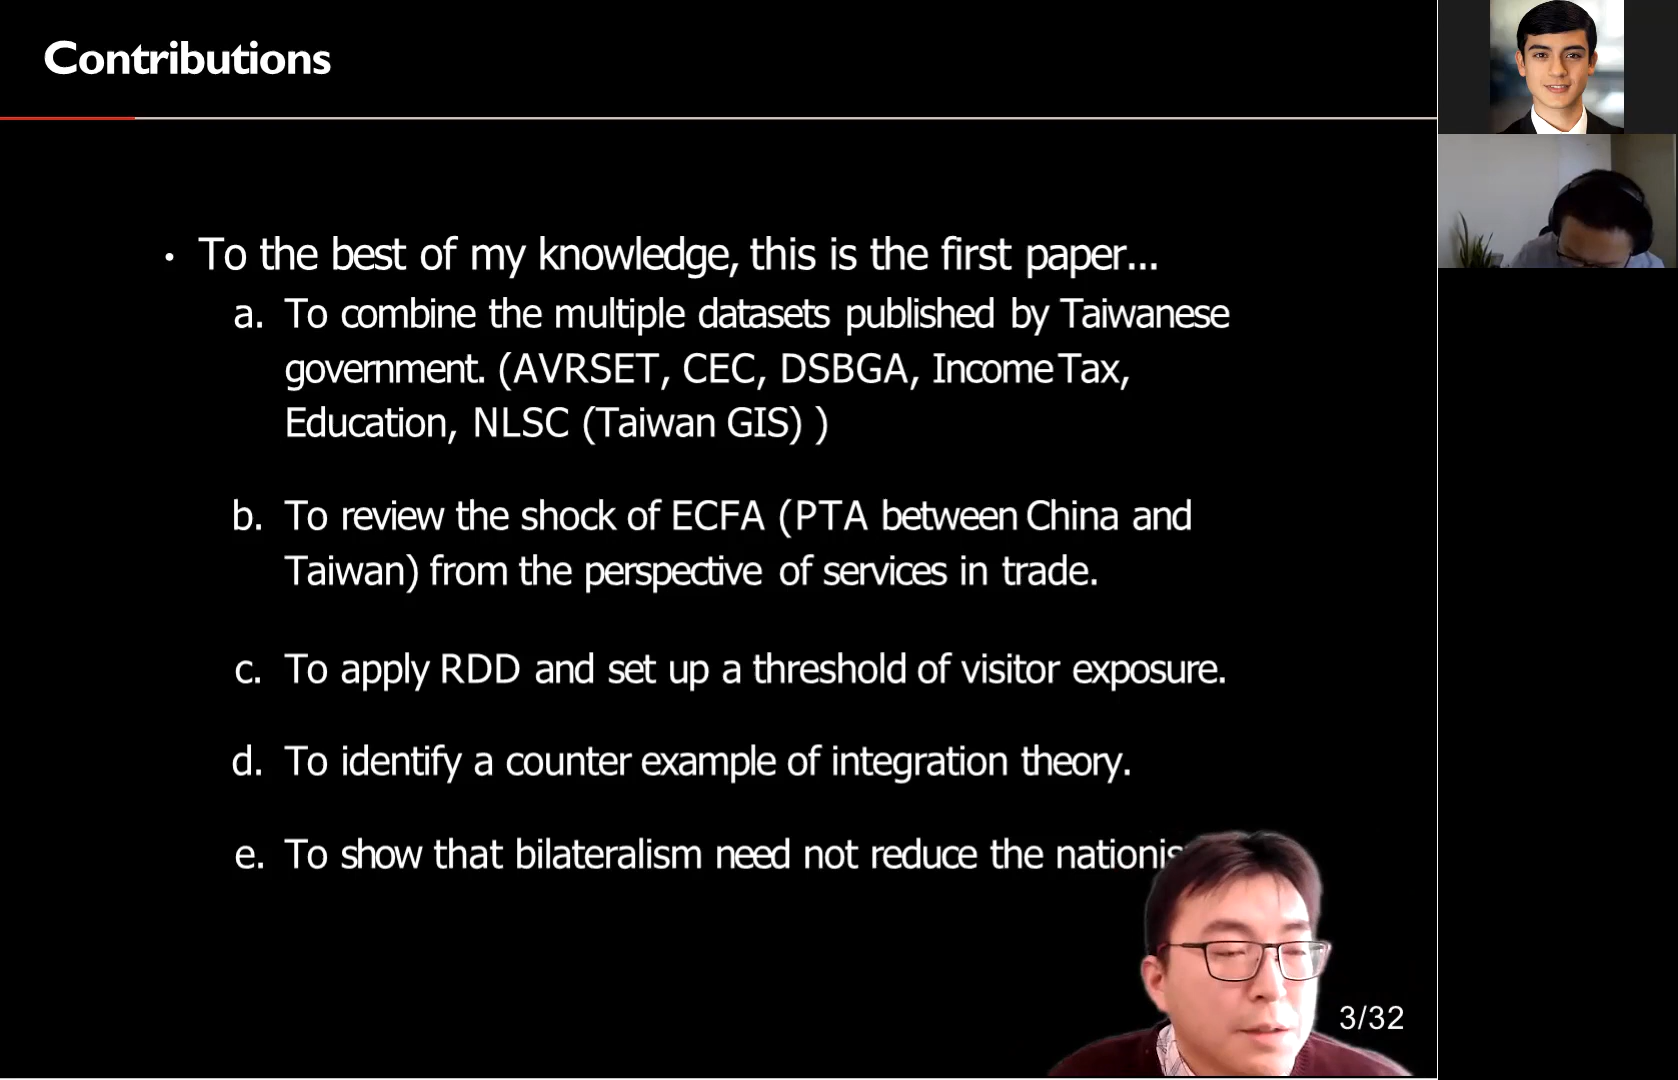 Contributions
• To the best of my knowledge, this is the first paper...
a. To combine the multiple datasets published by Taiwanese
government. (AVRSET, CEC, DSBGA, Income Tax,
Education, NLSC (Taiwan GIS) )
b. To review the shock of ECFA (PTA between China and
Taiwan) from the perspective of services in trade.
c. To apply RDD and set up a threshold of visitor exposure.
d. To identify a counter example of integration theory.
e. To show that bilateralism need not reduce the
3/32